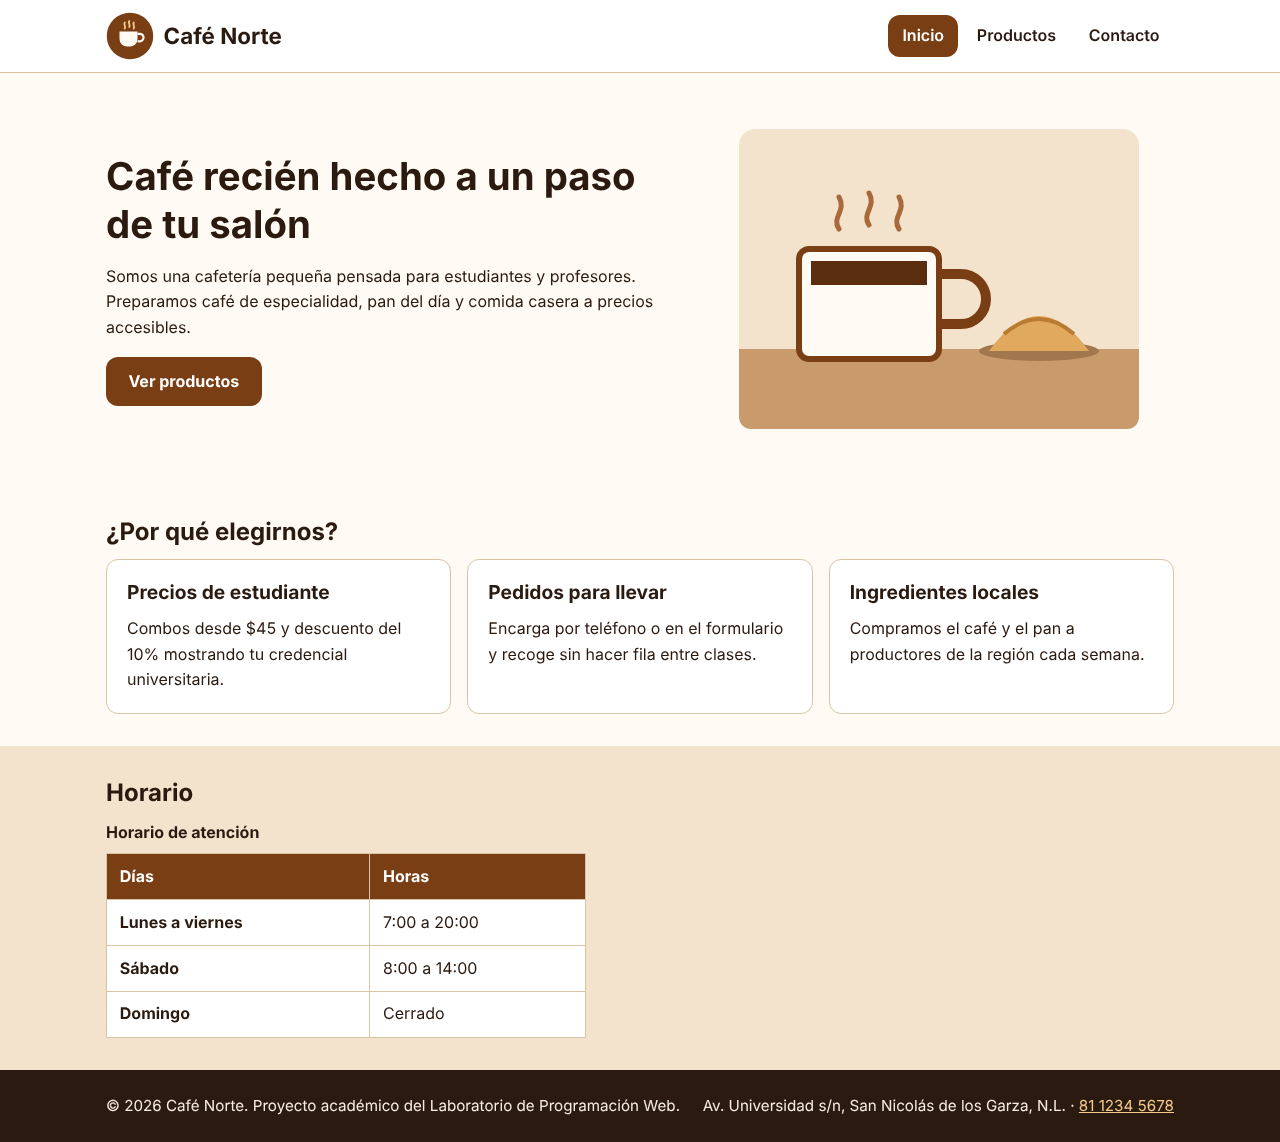 Café Norte
Inicio
Productos
Contacto
Café recién hecho a un paso
de tu salón
Somos una cafetería pequeña pensada para estudiantes y profesores.
Preparamos café de especialidad, pan del día y comida casera a precios
accesibles.
Ver productos
¿Por qué elegirnos?
Precios de estudiante
Combos desde $45 y descuento del
10% mostrando tu credencial
universitaria.
Pedidos para llevar
Encarga por teléfono o en el formulario
y recoge sin hacer fila entre clases.
Ingredientes locales
Compramos el café y el pan a
productores de la región cada semana.
Horario
Horario de atención
Días Horas
Lunes a viernes 7:00 a 20:00
Sábado 8:00 a 14:00
Domingo Cerrado
© 2026 Café Norte. Proyecto académico del Laboratorio de Programación Web.
Av. Universidad s/n, San Nicolás de los Garza, N.L. · 81 1234 5678